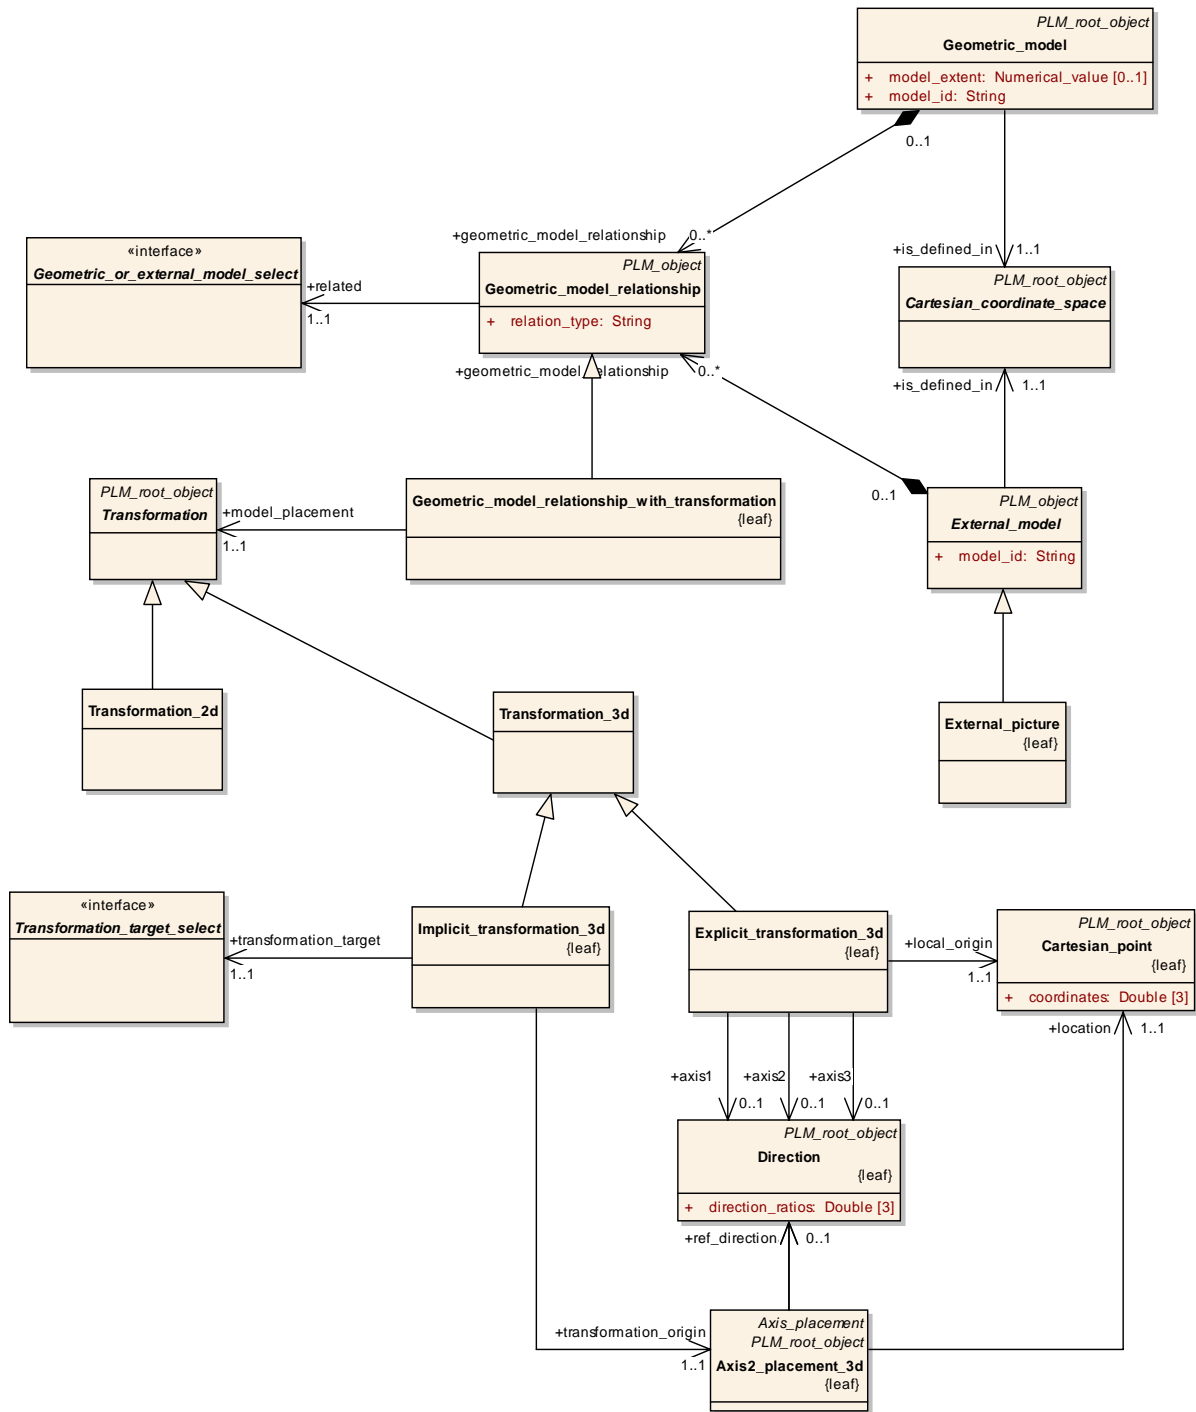 PLM_root_object
Geometric_model
+ model_extent: Numerical_value [0..1]
+ model_id: String
0..1
+geometric_model_relationship
0..*
+is_defined_in
1..1
«interface»
Geometric_or_external_model_select
+related
1..1
PLM_object
Geometric_model_relationship
+ relation_type: String
PLM_root_object
Cartesian_coordinate_space
+geometric_model_relationship
0..*
+is_defined_in
1..1
PLM_root_object
Transformation
+model_placement
1..1
Geometric_model_relationship_with_transformation
{leaf}
0..1
PLM_object
External_model
+ model_id: String
Transformation_2d
Transformation_3d
External_picture
{leaf}
«interface»
Transformation_target_select
+transformation_target
1..1
Implicit_transformation_3d
{leaf}
Explicit_transformation_3d
{leaf}
+local_origin
1..1
PLM_root_object
Cartesian_point
{leaf}
+ coordinates: Double [3]
+location
1..1
+axis1
0..1
+axis2
0..1
+axis3
0..1
PLM_root_object
Direction
{leaf}
+ direction_ratios: Double [3]
+ref_direction
0..1
+transformation_origin
1..1
Axis_placement
PLM_root_object
Axis2_placement_3d
{leaf}